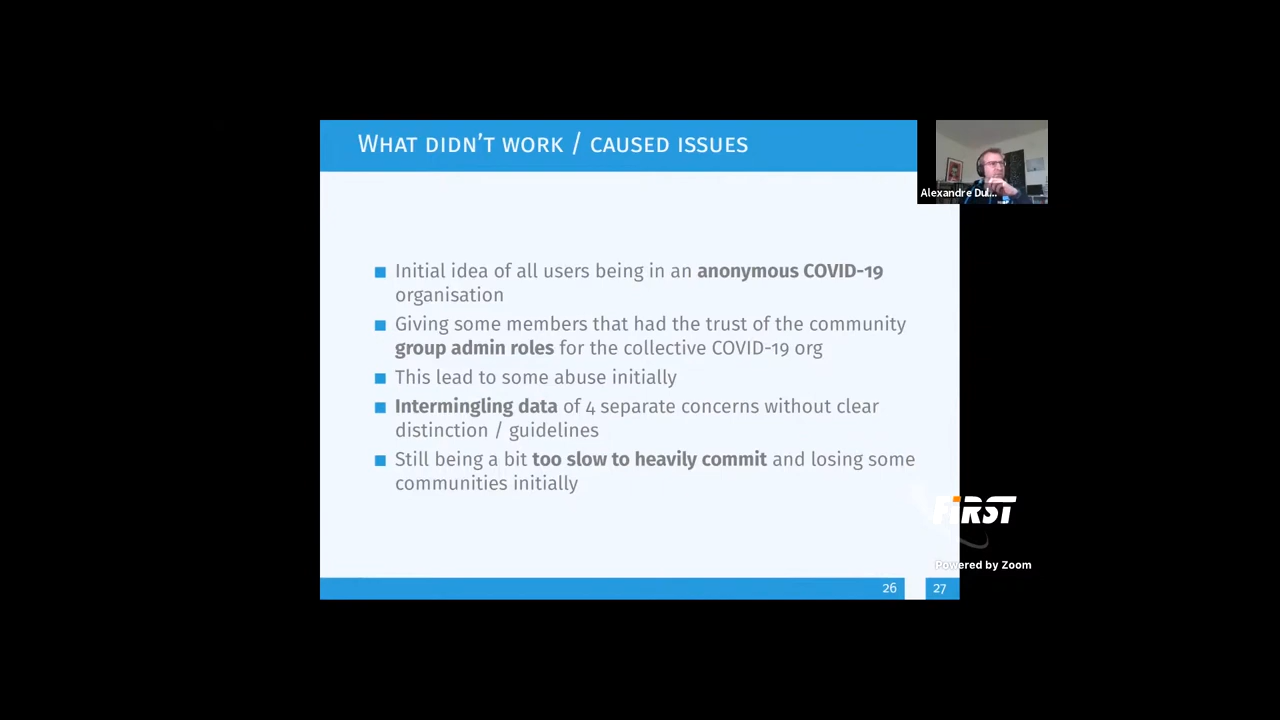 What didn't work / caused issues
Alexandre Dul...
Initial idea of all users being in an anonymous COVID-19
organisation
Giving some members that had the trust of the community
group admin roles for the collective COVID-19 org
This lead to some abuse initially
Intermingling data of 4 separate concerns without clear
distinction / guidelines
Still being a bit too slow to heavily commit and losing some
communities initially
FIRST
Powered by Zoom
26 27